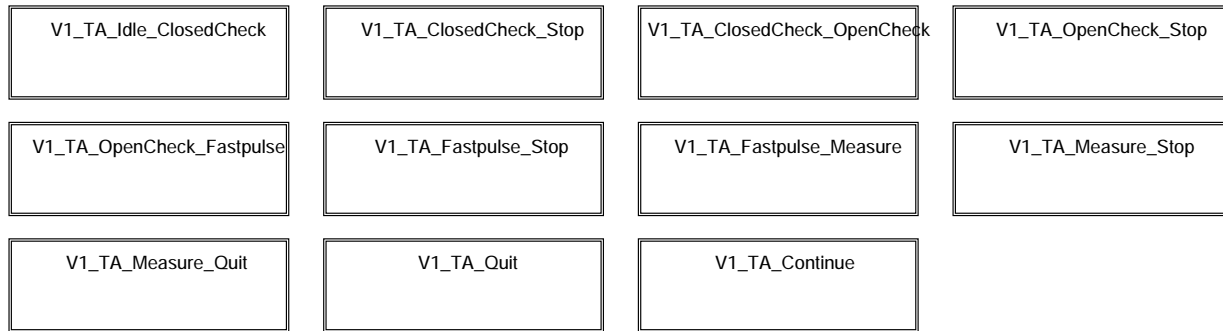 V1_TA_Idle_ClosedCheck
V1_TA_ClosedCheck_Stop
V1_TA_ClosedCheck_OpenCheck
V1_TA_OpenCheck_Stop
V1_TA_OpenCheck_Fastpulse
V1_TA_Fastpulse_Stop
V1_TA_Fastpulse_Measure
V1_TA_Measure_Stop
V1_TA_Measure_Quit
V1_TA_Quit
V1_TA_Continue